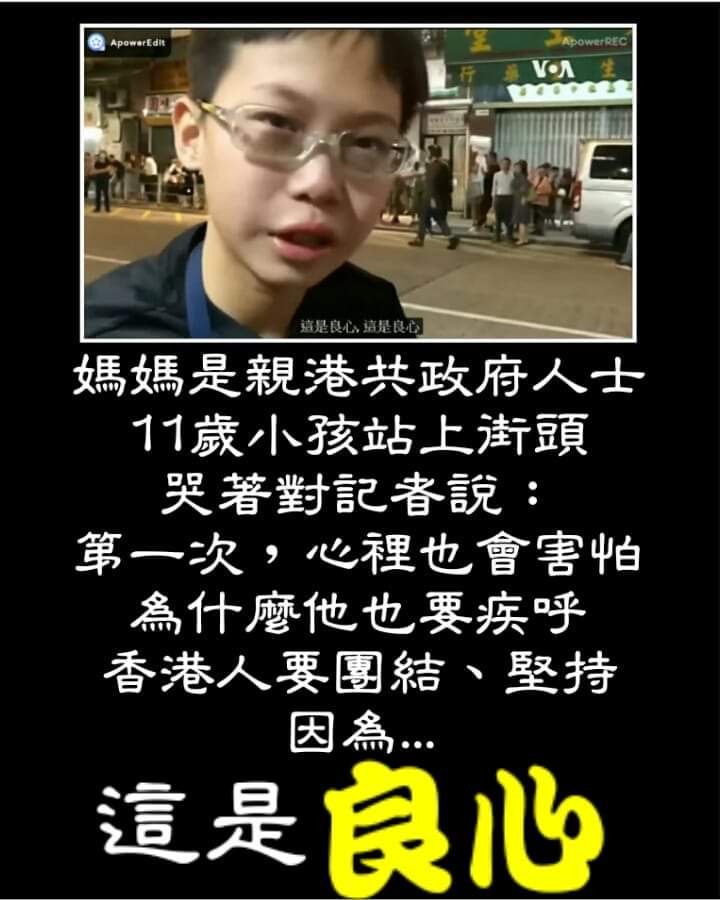 ApowerEdit
ApowerREC
VOA
這是良心, 這是良心
媽媽是親港共政府人士
11歲小孩站上街頭
哭著對記者說：
第一次，心裡也會害怕
為什麼他也要疾呼
香港人要團結、堅持
因為...
這是良心